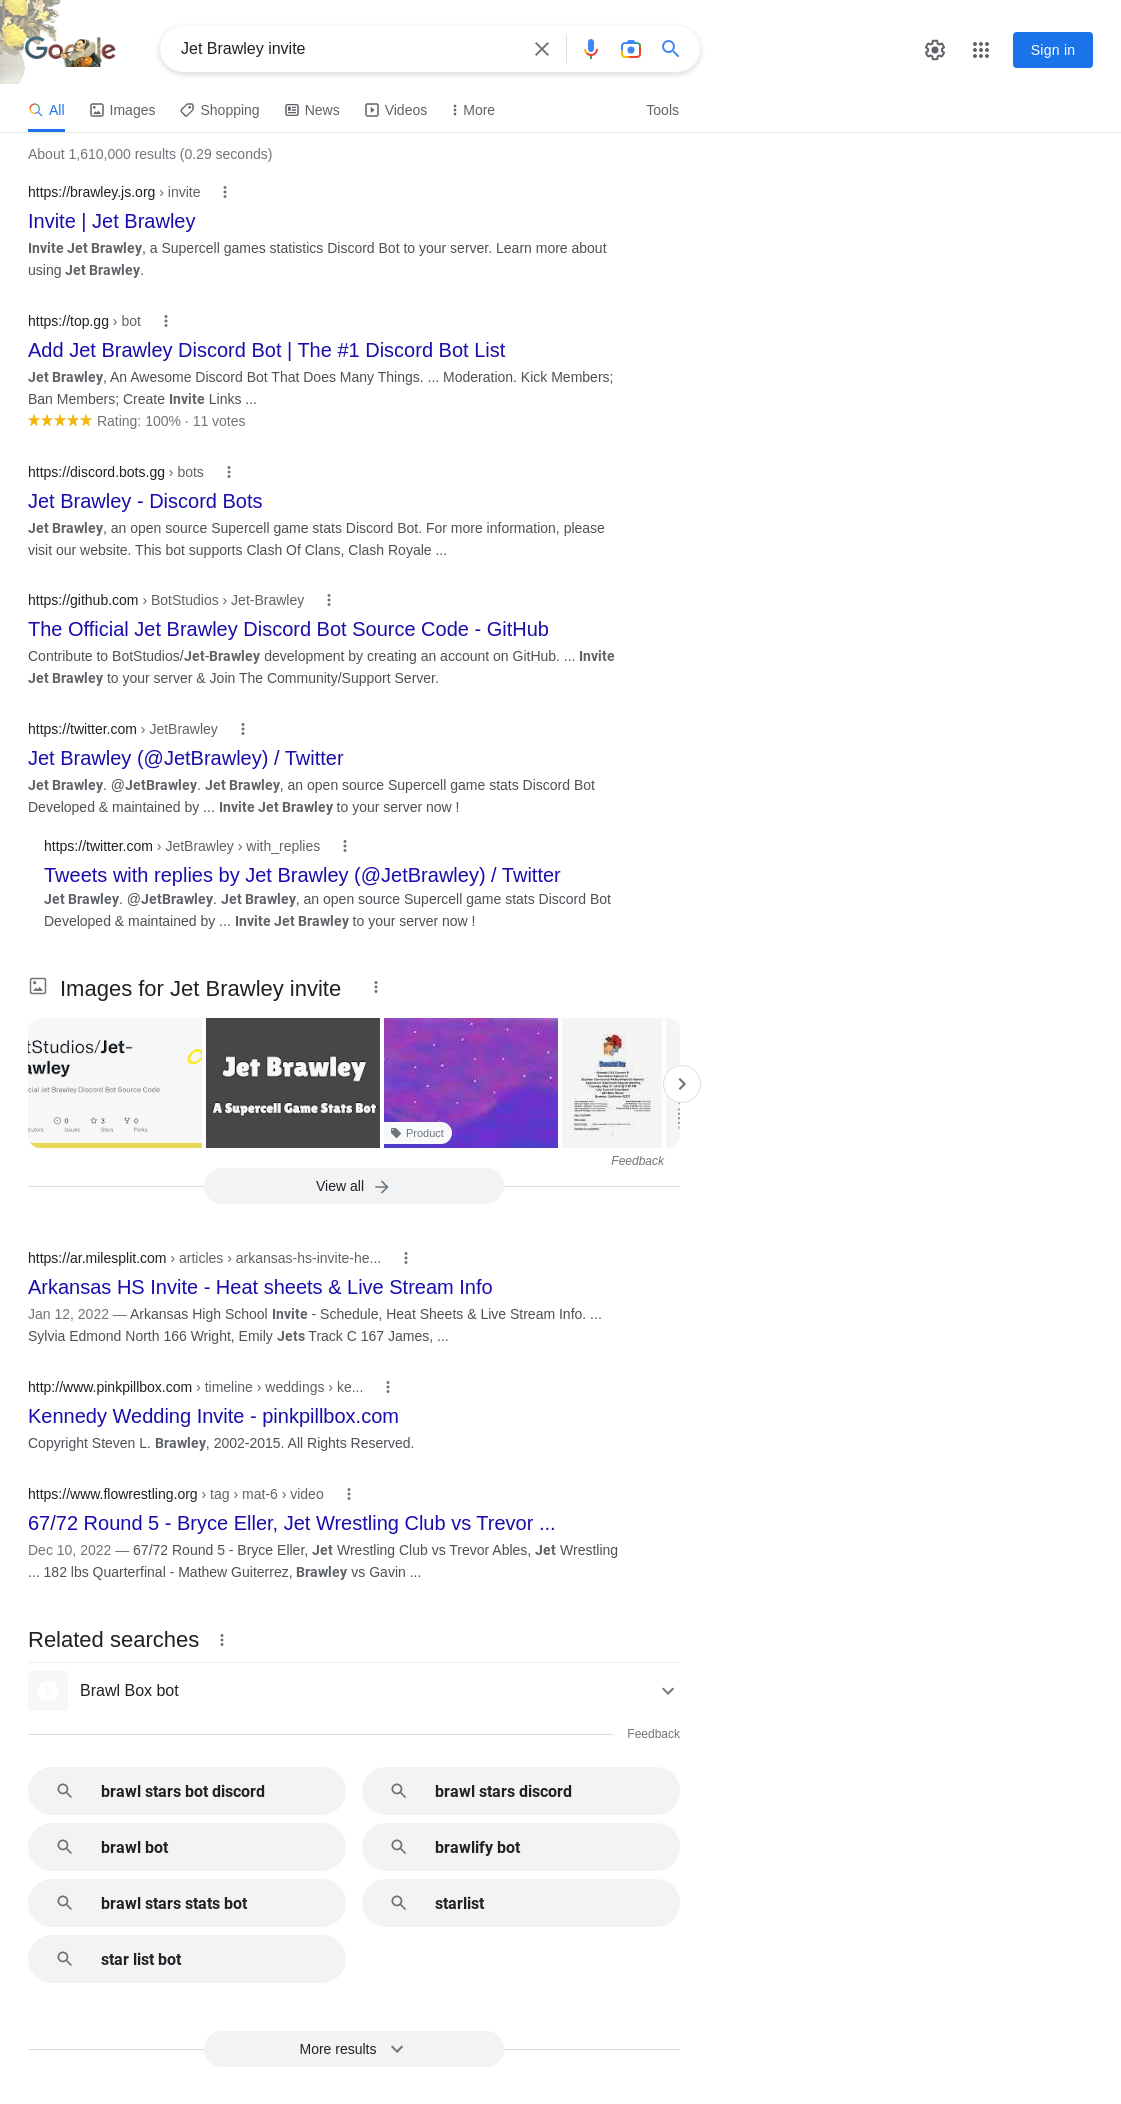 Google
Jet Brawley invite
Sign in
All Images Shopping News Videos More Tools
About 1,610,000 results (0.29 seconds)
https://brawley.js.org › invite
Invite | Jet Brawley
Invite Jet Brawley, a Supercell games statistics Discord Bot to your server. Learn more about
using Jet Brawley.
https://top.gg › bot
Add Jet Brawley Discord Bot | The #1 Discord Bot List
Jet Brawley, An Awesome Discord Bot That Does Many Things. ... Moderation. Kick Members;
Ban Members; Create Invite Links ...
Rating: 100% · 11 votes
https://discord.bots.gg › bots
Jet Brawley - Discord Bots
Jet Brawley, an open source Supercell game stats Discord Bot. For more information, please
visit our website. This bot supports Clash Of Clans, Clash Royale ...
https://github.com › BotStudios › Jet-Brawley
The Official Jet Brawley Discord Bot Source Code - GitHub
Contribute to BotStudios/Jet-Brawley development by creating an account on GitHub. ... Invite
Jet Brawley to your server & Join The Community/Support Server.
https://twitter.com › JetBrawley
Jet Brawley (@JetBrawley) / Twitter
Jet Brawley. @JetBrawley. Jet Brawley, an open source Supercell game stats Discord Bot
Developed & maintained by ... Invite Jet Brawley to your server now !
https://twitter.com › JetBrawley › with_replies
Tweets with replies by Jet Brawley (@JetBrawley) / Twitter
Jet Brawley. @JetBrawley. Jet Brawley, an open source Supercell game stats Discord Bot
Developed & maintained by ... Invite Jet Brawley to your server now !
Images for Jet Brawley invite
tStudios/Jet-
awley
cial Jet Brawley Discord Bot Source Code
0 3 0
butors Issues Stars Forks
Jet Brawley
A Supercell Game Stats Bot
Product
Feedback
View all
https://ar.milesplit.com › articles › arkansas-hs-invite-he...
Arkansas HS Invite - Heat sheets & Live Stream Info
Jan 12, 2022 — Arkansas High School Invite - Schedule, Heat Sheets & Live Stream Info. ...
Sylvia Edmond North 166 Wright, Emily Jets Track C 167 James, ...
http://www.pinkpillbox.com › timeline › weddings › ke...
Kennedy Wedding Invite - pinkpillbox.com
Copyright Steven L. Brawley, 2002-2015. All Rights Reserved.
https://www.flowrestling.org › tag › mat-6 › video
67/72 Round 5 - Bryce Eller, Jet Wrestling Club vs Trevor ...
Dec 10, 2022 — 67/72 Round 5 - Bryce Eller, Jet Wrestling Club vs Trevor Ables, Jet Wrestling
... 182 lbs Quarterfinal - Mathew Guiterrez, Brawley vs Gavin ...
Related searches
Brawl Box bot
Feedback
brawl stars bot discord
brawl stars discord
brawl bot
brawlify bot
brawl stars stats bot
starlist
star list bot
More results